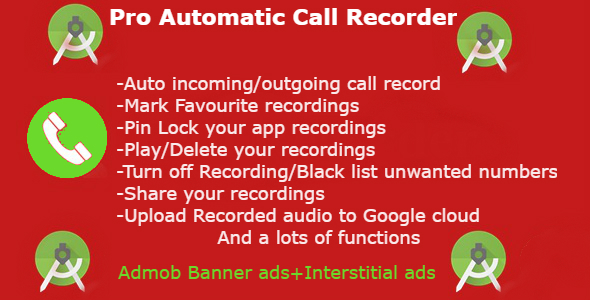 Pro Automatic Call Recorder
-Auto incoming/outgoing call record
-Mark Favourite recordings
-Pin Lock your app recordings
-Play/Delete your recordings
-Turn off Recording/Black list unwanted numbers
-Share your recordings
-Upload Recorded audio to Google cloud
And a lots of functions
Admob Banner ads+Interstitial ads